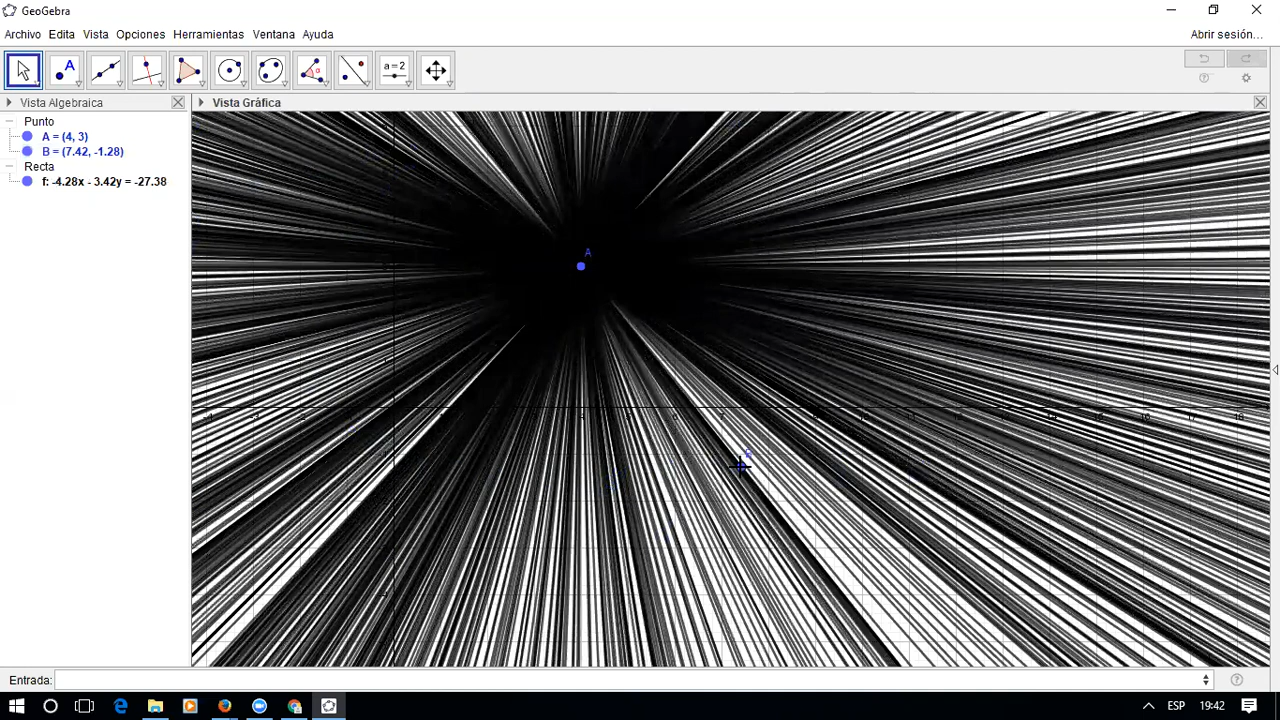 GeoGebra
Archivo Edita Vista Opciones Herramientas Ventana Ayuda
Abrir sesión...
A
α
a=2
Vista Algebraica
Vista Gráfica
Punto
A = (4, 3)
B = (7.42, -1.28)
Recta
f: -4.28x - 3.42y = -27.38
A
Entrada:
ESP 19:42